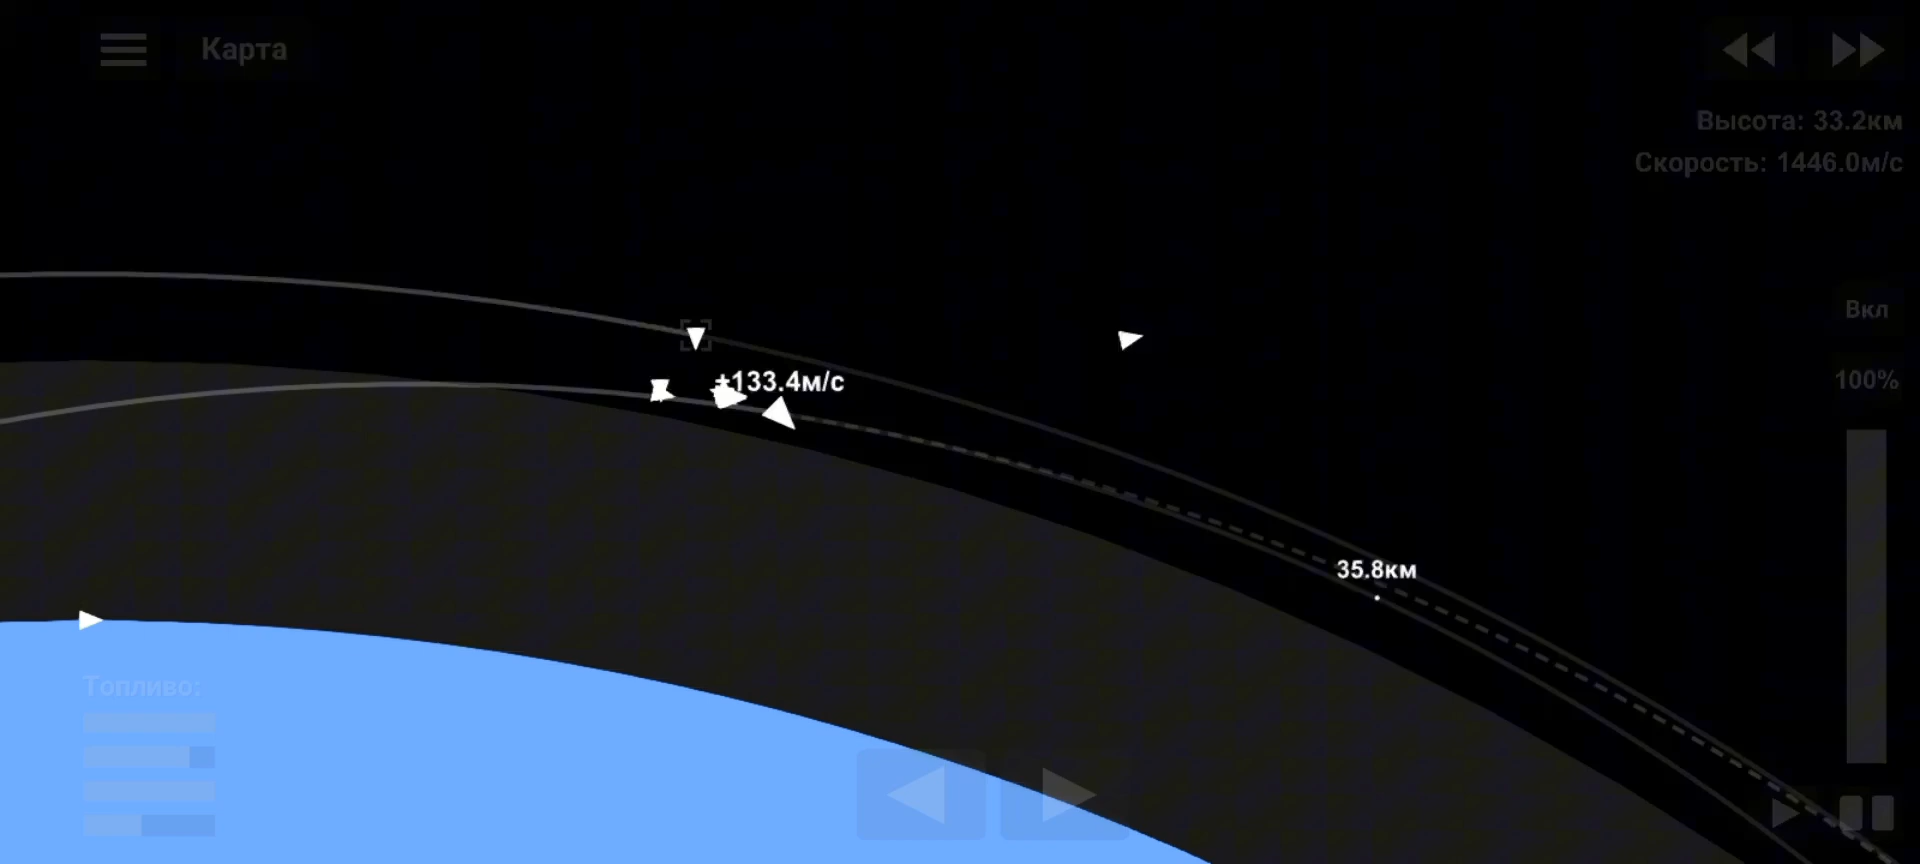 Карта
Высота: 33.2км
Скорость: 1446.0м/с
Вкл
+133.4м/с
100%
35.8км
Топливо: